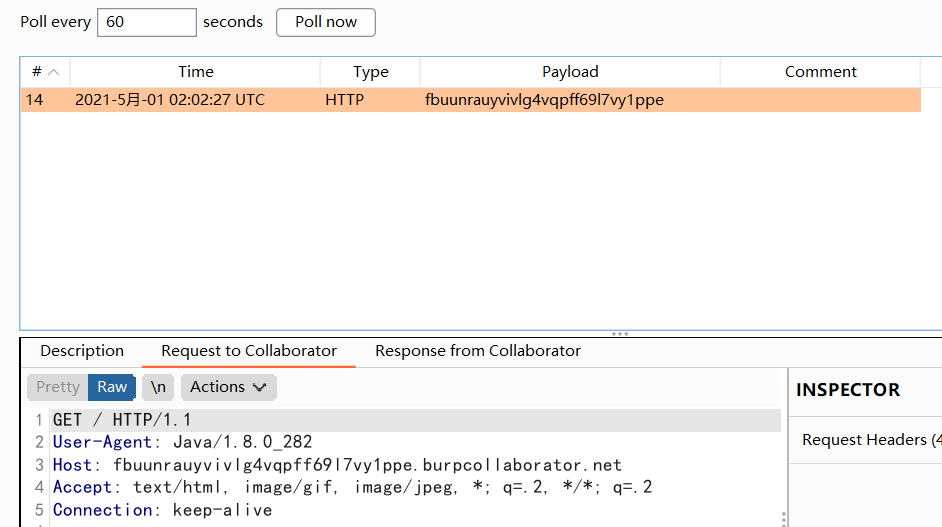 Poll every 60 seconds Poll now
# Time Type Payload Comment
14 2021-5月-01 02:02:27 UTC HTTP fbuunrauyvivlg4vqpff69l7vy1ppe
Description Request to Collaborator Response from Collaborator
Pretty Raw \n Actions
INSPECTOR
1 GET / HTTP/1.1
2 User-Agent: Java/1.8.0_282
Request Headers (4
3 Host: fbuunrauyvivlg4vqpff69l7vy1ppe.burpcollaborator.net
4 Accept: text/html, image/gif, image/jpeg, *; q=.2, */*; q=.2
5 Connection: keep-alive